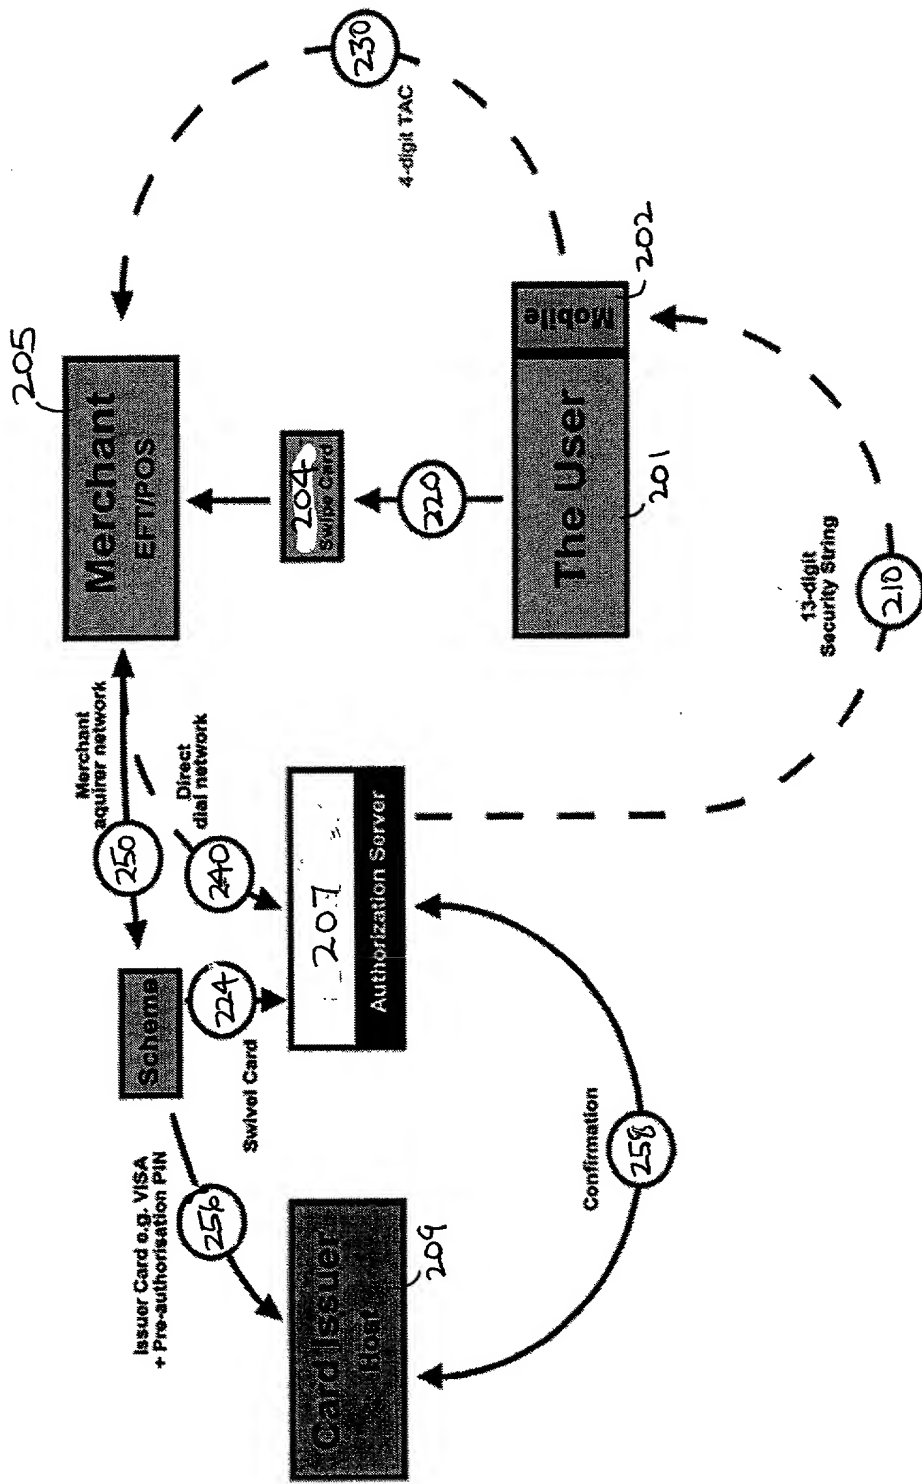 Issuer Card e.g. VISA
+ Pre-authorisation PIN
256
Scheme
250
Merchant
aquirer network
Merchant
EFT/POS
205
230
4-digit TAC
224
Swivel Card
240
Direct
dial network
204
Swipe Card
220
Card Issuer
Host
209
207
Authorization Server
The User
201
Mobile
202
Confirmation
258
13-digit
Security String
210